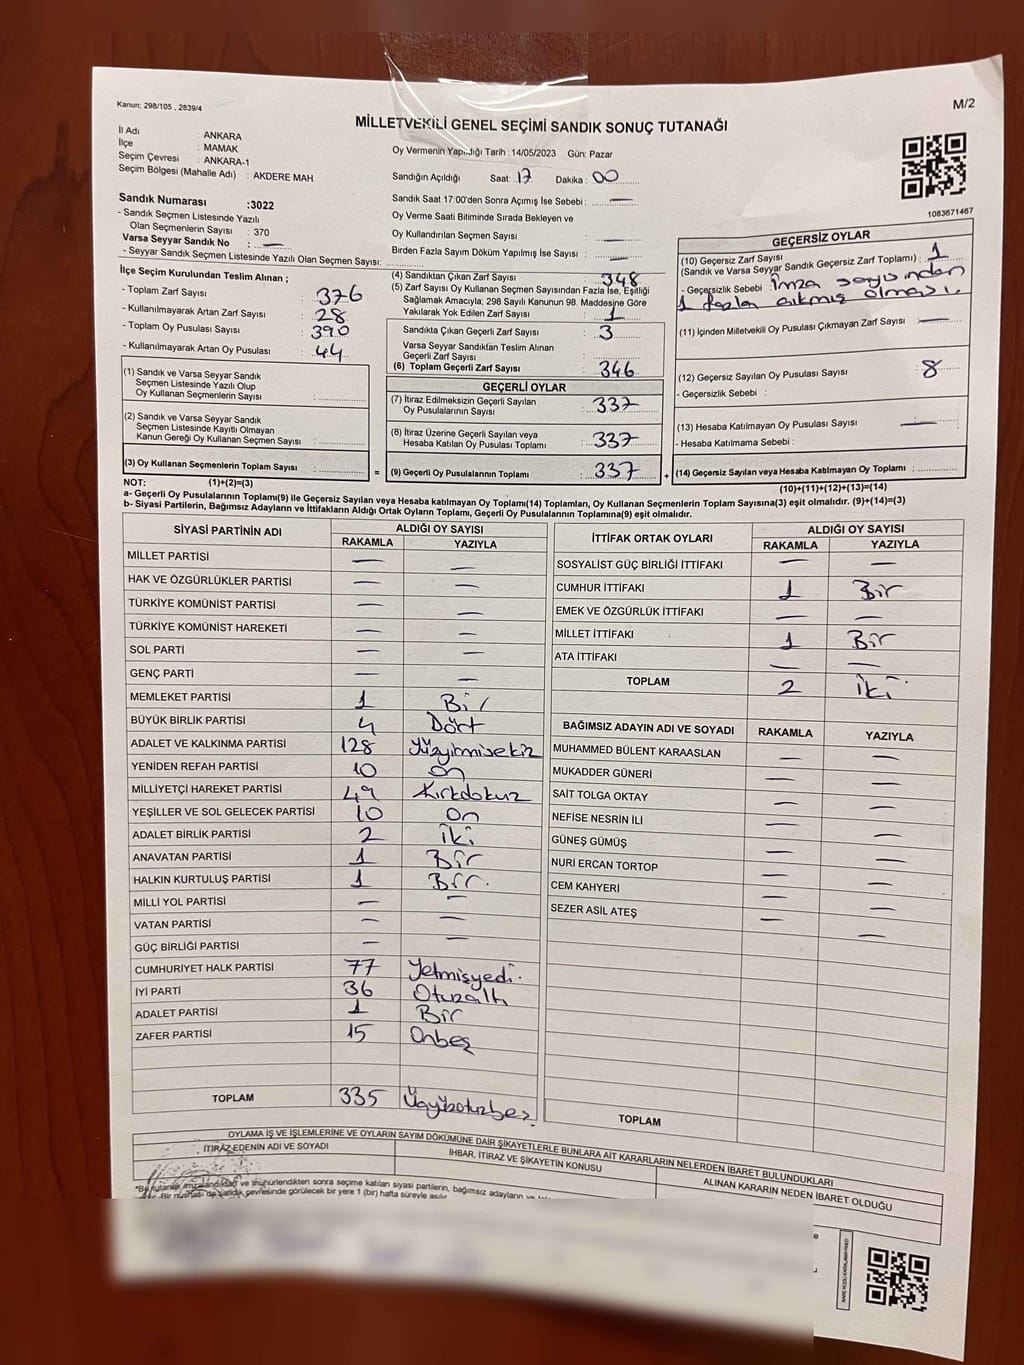 Kanun: 298/105 , 2839/4
M/2
MİLLETVEKİLİ GENEL SEÇİMİ SANDIK SONUÇ TUTANAĞI
İl Adı : ANKARA
İlçe : MAMAK
Seçim Çevresi : ANKARA-1
Seçim Bölgesi (Mahalle Adı) : AKDERE MAH
Oy Vermenin Yapıldığı Tarih :14/05/2023 Gün: Pazar
Sandığın Açıldığı Saat: 17 Dakika : 00
Sandık Saat 17:00'den Sonra Açımış İse Sebebi : —
Oy Verme Saati Bitiminde Sırada Bekleyen ve
Oy Kullandırılan Seçmen Sayısı : —
Birden Fazla Sayım Döküm Yapılmış İse Sayısı : —
1083671467
Sandık Numarası :3022
- Sandık Seçmen Listesinde Yazılı
Olan Seçmenlerin Sayısı : 370
Varsa Seyyar Sandık No : —
- Seyyar Sandık Seçmen Listesinde Yazılı Olan Seçmen Sayısı:
İlçe Seçim Kurulundan Teslim Alınan ;
- Toplam Zarf Sayısı : 376
- Kullanılmayarak Artan Zarf Sayısı : 28
- Toplam Oy Pusulası Sayısı : 390
- Kullanılmayarak Artan Oy Pusulası : 44
(1) Sandık ve Varsa Seyyar Sandık
Seçmen Listesinde Yazılı Olup
Oy Kullanan Seçmenlerin Sayısı :
(2) Sandık ve Varsa Seyyar Sandık
Seçmen Listesinde Kayıtlı Olmayan
Kanun Gereği Oy Kullanan Seçmen Sayısı :
(3) Oy Kullanan Seçmenlerin Toplam Sayısı :
(1)+(2)=(3)
(4) Sandıktan Çıkan Zarf Sayısı : 348
(5) Zarf Sayısı Oy Kullanan Seçmen Sayısından Fazla İse, Eşitliği
Sağlamak Amacıyla; 298 Sayılı Kanunun 98. Maddesine Göre
Yakılarak Yok Edilen Zarf Sayısı : 1
Sandıkta Çıkan Geçerli Zarf Sayısı : 3
Varsa Seyyar Sandıktan Teslim Alınan
Geçerli Zarf Sayısı :
(6) Toplam Geçerli Zarf Sayısı : 346
GEÇERLİ OYLAR
(7) İtiraz Edilmeksizin Geçerli Sayılan
Oy Pusulalarının Sayısı : 337
(8) İtiraz Üzerine Geçerli Sayılan veya
Hesaba Katılan Oy Pusulası Toplamı : 337
= (9) Geçerli Oy Pusulalarının Toplamı : 337 +
GEÇERSİZ OYLAR
(10) Geçersiz Zarf Sayısı
(Sandık ve Varsa Seyyar Sandık Geçersiz Zarf Toplamı) : 1
- Geçersizlik Sebebi : İmza sayısından
1 fazla çıkmış olması.
(11) İçinden Milletvekili Oy Pusulası Çıkmayan Zarf Sayısı : —
(12) Geçersiz Sayılan Oy Pusulası Sayısı : 8
- Geçersizlik Sebebi :
(13) Hesaba Katılmayan Oy Pusulası Sayısı : —
- Hesaba Katılmama Sebebi :
(14) Geçersiz Sayılan veya Hesaba Katılmayan Oy Toplamı :
(10)+(11)+(12)+(13)=(14)
NOT:
a- Geçerli Oy Pusulalarının Toplamı(9) ile Geçersiz Sayılan veya Hesaba katılmayan Oy Toplamı(14) Toplamları, Oy Kullanan Seçmenlerin Toplam Sayısına(3) eşit olmalıdır. (9)+(14)=(3)
b- Siyasi Partilerin, Bağımsız Adayların ve İttifakların Aldığı Ortak Oyların Toplamı, Geçerli Oy Pusulalarının Toplamına(9) eşit olmalıdır.
SİYASİ PARTİNİN ADI ALDIĞI OY SAYISI
RAKAMLA YAZIYLA
MİLLET PARTİSİ — —
HAK VE ÖZGÜRLÜKLER PARTİSİ — —
TÜRKİYE KOMÜNİST PARTİSİ — —
TÜRKİYE KOMÜNİST HAREKETİ — —
SOL PARTİ — —
GENÇ PARTİ — —
MEMLEKET PARTİSİ 1 Bir
BÜYÜK BİRLİK PARTİSİ 4 Dört
ADALET VE KALKINMA PARTİSİ 128 Yüzyirmisekiz
YENİDEN REFAH PARTİSİ 10 on
MİLLİYETÇİ HAREKET PARTİSİ 49 Kırkdokuz
YEŞİLLER VE SOL GELECEK PARTİSİ 10 On
ADALET BİRLİK PARTİSİ 2 iki
ANAVATAN PARTİSİ 1 Bir
HALKIN KURTULUŞ PARTİSİ 1 Bir.
MİLLİ YOL PARTİSİ — —
VATAN PARTİSİ — —
GÜÇ BİRLİĞİ PARTİSİ — —
CUMHURİYET HALK PARTİSİ 77 Yetmişyedi.
İYİ PARTİ 36 Otuzaltı
ADALET PARTİSİ 1 Bir
ZAFER PARTİSİ 15 Onbeş
TOPLAM 335 Üçyüzotuzbeş
İTTİFAK ORTAK OYLARI ALDIĞI OY SAYISI
RAKAMLA YAZIYLA
SOSYALİST GÜÇ BİRLİĞİ İTTİFAKI — —
CUMHUR İTTİFAKI 1 Bir
EMEK VE ÖZGÜRLÜK İTTİFAKI — —
MİLLET İTTİFAKI 1 Bir
ATA İTTİFAKI — —
TOPLAM 2 İki
BAĞIMSIZ ADAYIN ADI VE SOYADI RAKAMLA YAZIYLA
MUHAMMED BÜLENT KARAASLAN — —
MUKADDER GÜNERİ — —
SAİT TOLGA OKTAY — —
NEFİSE NESRİN İLİ — —
GÜNEŞ GÜMÜŞ — —
NURİ ERCAN TORTOP — —
CEM KAHYERİ — —
SEZER ASIL ATEŞ — —
TOPLAM
OYLAMA İŞ VE İŞLEMLERİNE VE OYLARIN SAYIM DÖKÜMÜNE DAİR ŞİKAYETLERLE BUNLARA AİT KARARLARIN NELERDEN İBARET BULUNDUKLARI
İTİRAZ EDENİN ADI VE SOYADI İHBAR, İTİRAZ VE ŞİKAYETİN KONUSU ALINAN KARARIN NEDEN İBARET OLDUĞU
*Bu tutanak imzalandıktan ve mühürlendikten sonra seçime katılan siyasi partilerin, bağımsız adayların ve
Bir nüshası da sandık çevresinde görülecek bir yere 1 (bir) hafta süreyle asılır.